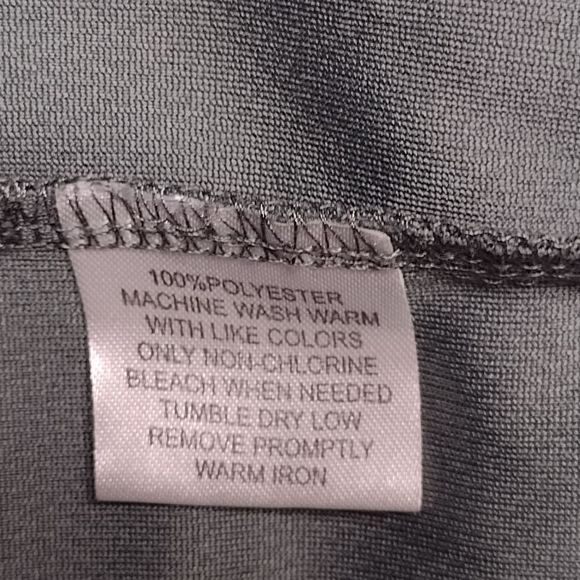 100%POLYESTER
MACHINE WASH WARM
WITH LIKE COLORS
ONLY NON-CHLORINE
BLEACH WHEN NEEDED
TUMBLE DRY LOW
REMOVE PROMPTLY
WARM IRON